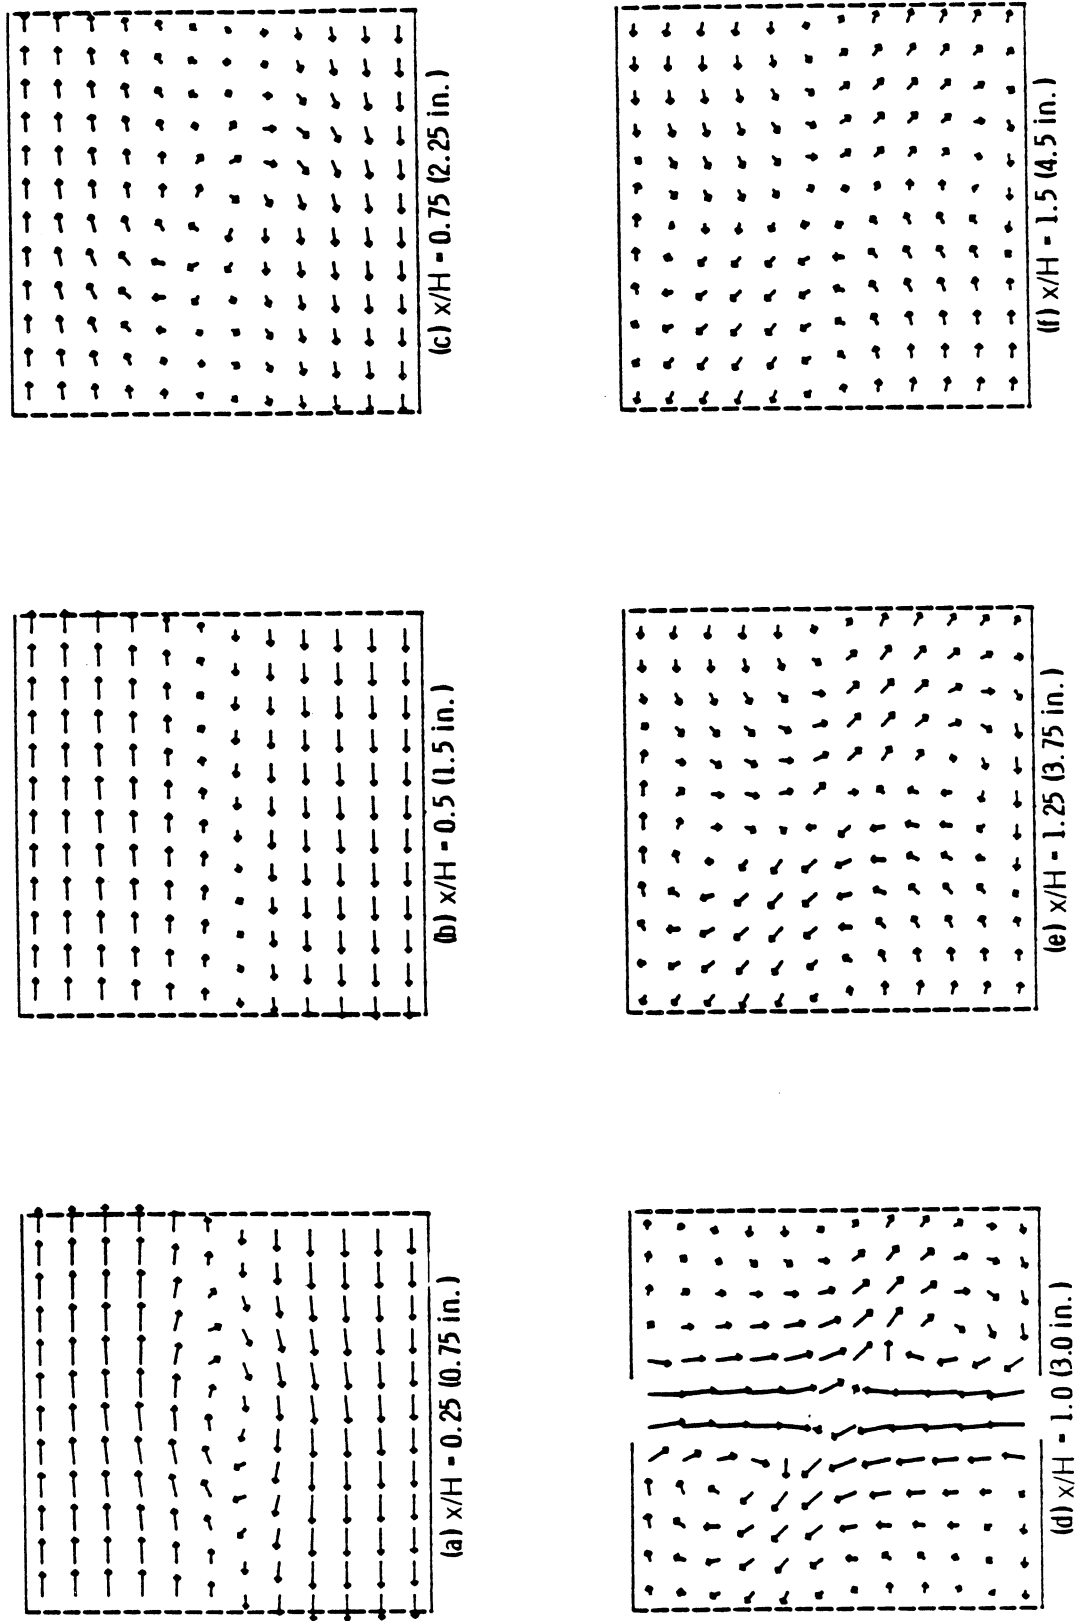 (a) x/H = 0.25 (0.75 in.)
(b) x/H = 0.5 (1.5 in.)
(c) x/H = 0.75 (2.25 in.)
(d) x/H = 1.0 (3.0 in.)
(e) x/H = 1.25 (3.75 in.)
(f) x/H = 1.5 (4.5 in.)